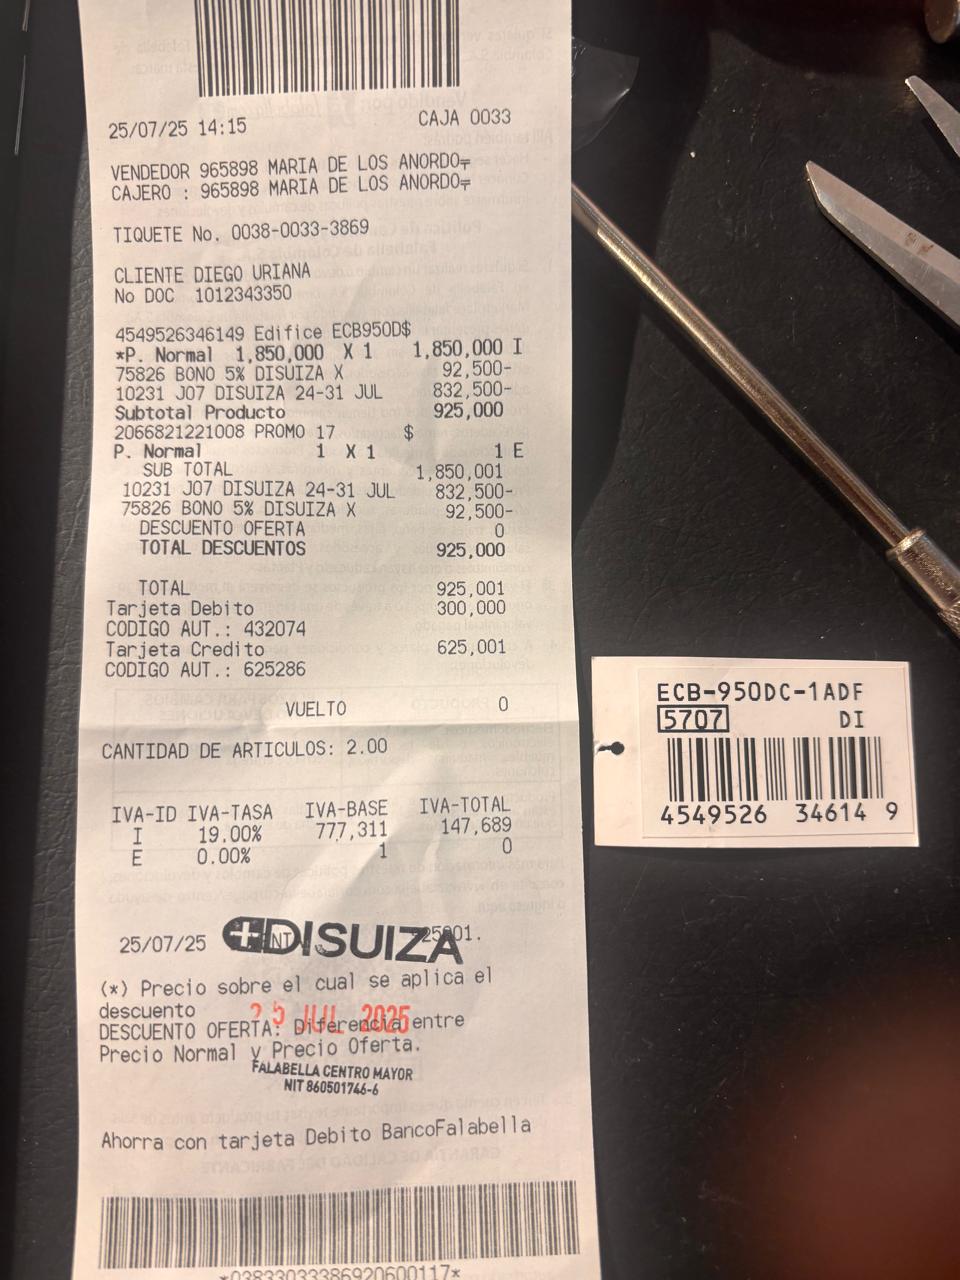 25/07/25 14:15 CAJA 0033
VENDEDOR 965898 MARIA DE LOS ANORDO
CAJERO : 965898 MARIA DE LOS ANORDO
TIQUETE No. 0038-0033-3869
CLIENTE DIEGO URIANA
No DOC 1012343350
4549526346149 Edifice ECB950D$
*P. Normal 1,850,000 X 1 1,850,000 I
75826 BONO 5% DISUIZA X 92,500-
10231 J07 DISUIZA 24-31 JUL 832,500-
Subtotal Producto 925,000
2066821221008 PROMO 17 $
P. Normal 1 X 1 1 E
SUB TOTAL 1,850,001
10231 J07 DISUIZA 24-31 JUL 832,500-
75826 BONO 5% DISUIZA X 92,500-
DESCUENTO OFERTA 0
TOTAL DESCUENTOS 925,000
TOTAL 925,001
Tarjeta Debito 300,000
CODIGO AUT.: 432074
Tarjeta Credito 625,001
CODIGO AUT.: 625286
VUELTO 0
CANTIDAD DE ARTICULOS: 2.00
IVA-ID IVA-TASA IVA-BASE IVA-TOTAL
I 19.00% 777,311 147,689
E 0.00% 1 0
25/07/25 DISUIZA
(*) Precio sobre el cual se aplica el
descuento
25 JUL 2025
DESCUENTO OFERTA: Diferencia entre
Precio Normal y Precio Oferta.
FALABELLA CENTRO MAYOR
NIT 860501746-6
Ahorra con tarjeta Debito BancoFalabella
*03833033386920600117*
ECB-950DC-1ADF
5707 DI
4549526 34614 9